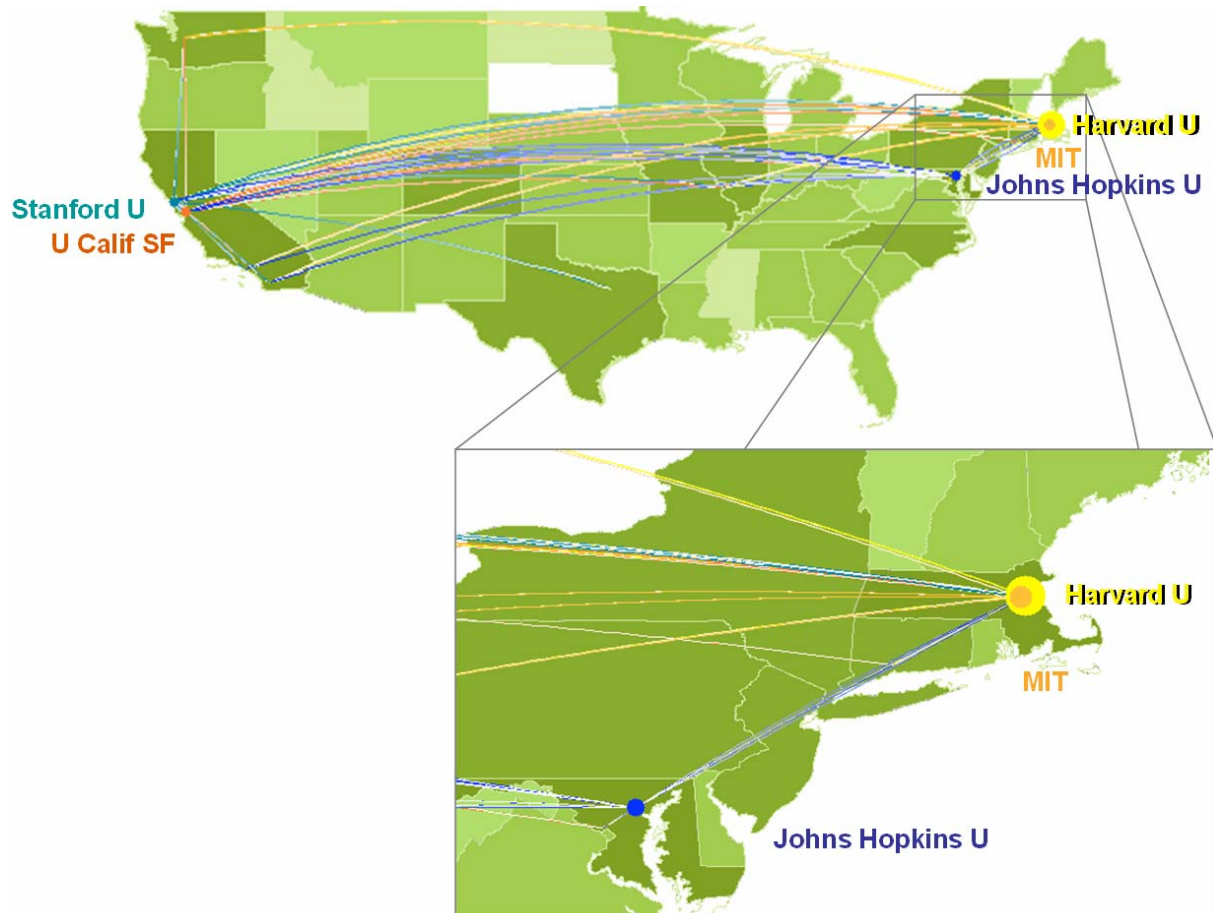 Harvard U
MIT
Johns Hopkins U
Stanford U
U Calif SF
Harvard U
MIT
Johns Hopkins U